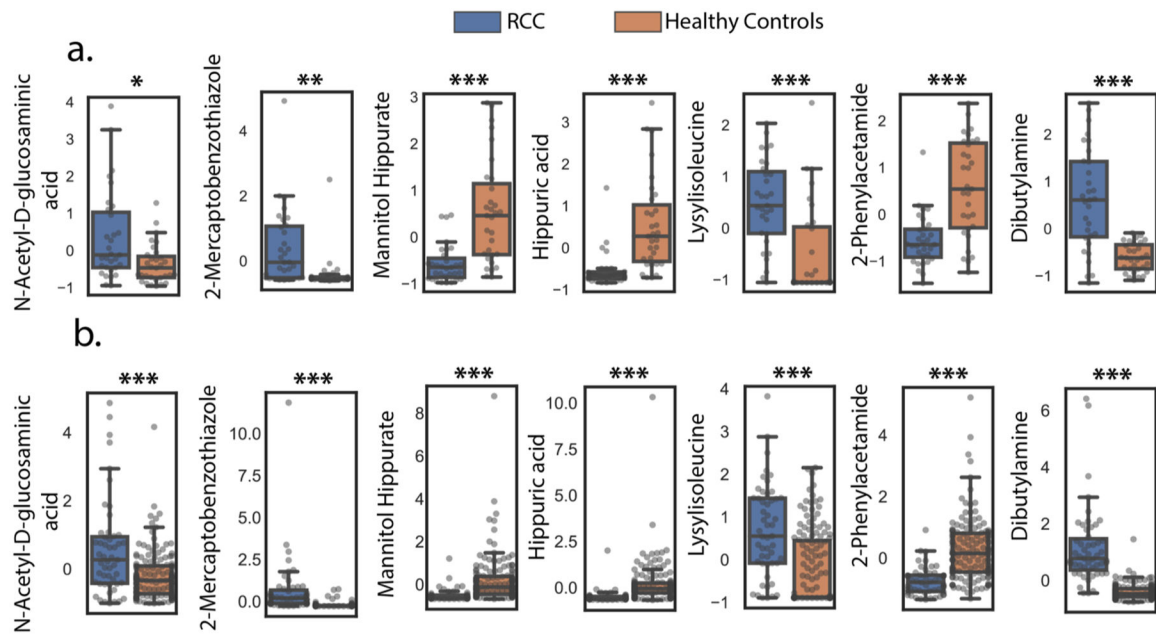 RCC Healthy Controls
a.
* ** *** *** *** *** ***
N-Acetyl-D-glucosaminic
acid
4
3
2
1
0
−1
2-Mercaptobenzothiazole
4
2
0
Mannitol Hippurate
3
2
1
0
−1
Hippuric acid
3
2
1
0
−1
Lysylisoleucine
2
1
0
−1
2-Phenylacetamide
2
1
0
−1
Dibutylamine
2
1
0
−1
b.
*** *** *** *** *** *** ***
N-Acetyl-D-glucosaminic
acid
4
2
0
2-Mercaptobenzothiazole
10.0
7.5
5.0
2.5
0.0
Mannitol Hippurate
8
6
4
2
0
Hippuric acid
10.0
7.5
5.0
2.5
0.0
Lysylisoleucine
4
3
2
1
0
−1
2-Phenylacetamide
4
2
0
Dibutylamine
6
4
2
0